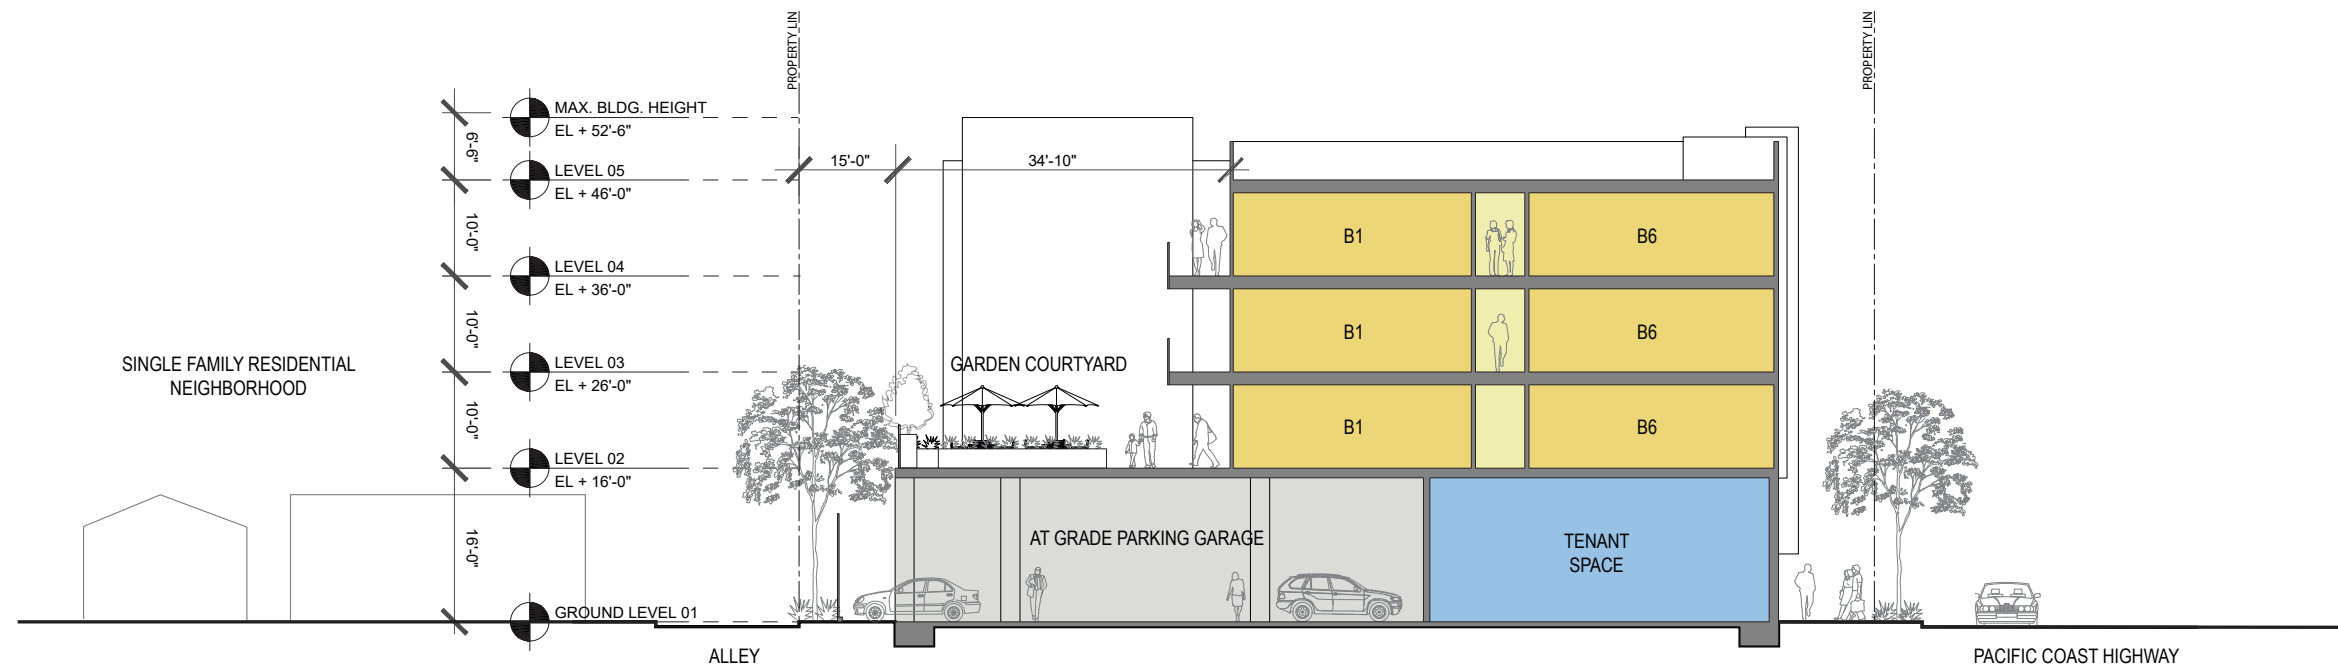 PROPERTY LIN
PROPERTY LIN
MAX. BLDG. HEIGHT
EL + 52'-6"
6'-6"
LEVEL 05
EL + 46'-0"
15'-0"
34'-10"
10'-0"
B1
B6
LEVEL 04
EL + 36'-0"
10'-0"
B1
B6
SINGLE FAMILY RESIDENTIAL
NEIGHBORHOOD
LEVEL 03
EL + 26'-0"
GARDEN COURTYARD
10'-0"
B1
B6
LEVEL 02
EL + 16'-0"
16'-0"
AT GRADE PARKING GARAGE
TENANT
SPACE
GROUND LEVEL 01
ALLEY
PACIFIC COAST HIGHWAY